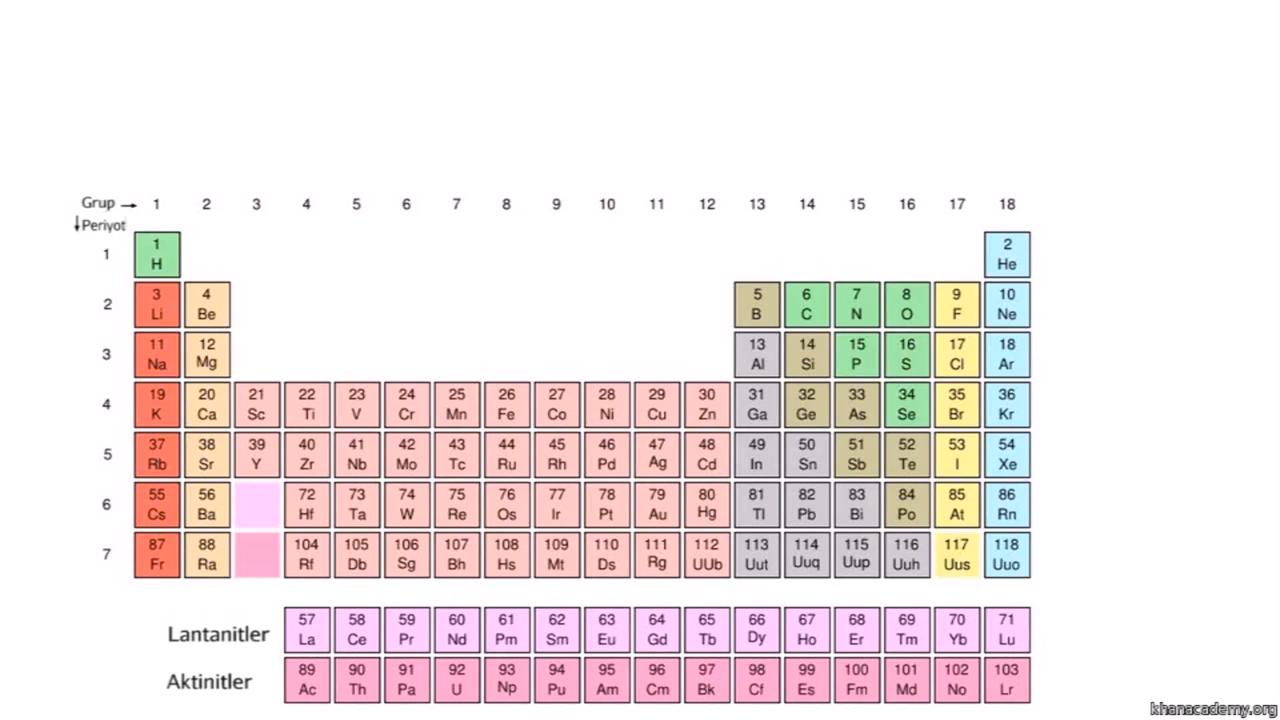 Grup → 1 2 3 4 5 6 7 8 9 10 11 12 13 14 15 16 17 18
↓Periyot
1 2
1 H He
3 4 5 6 7 8 9 10
2 Li Be B C N O F Ne
11 12 13 14 15 16 17 18
3 Na Mg Al Si P S Cl Ar
19 20 21 22 23 24 25 26 27 28 29 30 31 32 33 34 35 36
4 K Ca Sc Ti V Cr Mn Fe Co Ni Cu Zn Ga Ge As Se Br Kr
37 38 39 40 41 42 43 44 45 46 47 48 49 50 51 52 53 54
5 Rb Sr Y Zr Nb Mo Tc Ru Rh Pd Ag Cd In Sn Sb Te I Xe
55 56 72 73 74 75 76 77 78 79 80 81 82 83 84 85 86
6 Cs Ba Hf Ta W Re Os Ir Pt Au Hg Tl Pb Bi Po At Rn
87 88 104 105 106 107 108 109 110 111 112 113 114 115 116 117 118
7 Fr Ra Rf Db Sg Bh Hs Mt Ds Rg UUb Uut Uuq Uup Uuh Uus Uuo
57 58 59 60 61 62 63 64 65 66 67 68 69 70 71
Lantanitler La Ce Pr Nd Pm Sm Eu Gd Tb Dy Ho Er Tm Yb Lu
89 90 91 92 93 94 95 96 97 98 99 100 101 102 103
Aktinitler Ac Th Pa U Np Pu Am Cm Bk Cf Es Fm Md No Lr
khanacademy.org